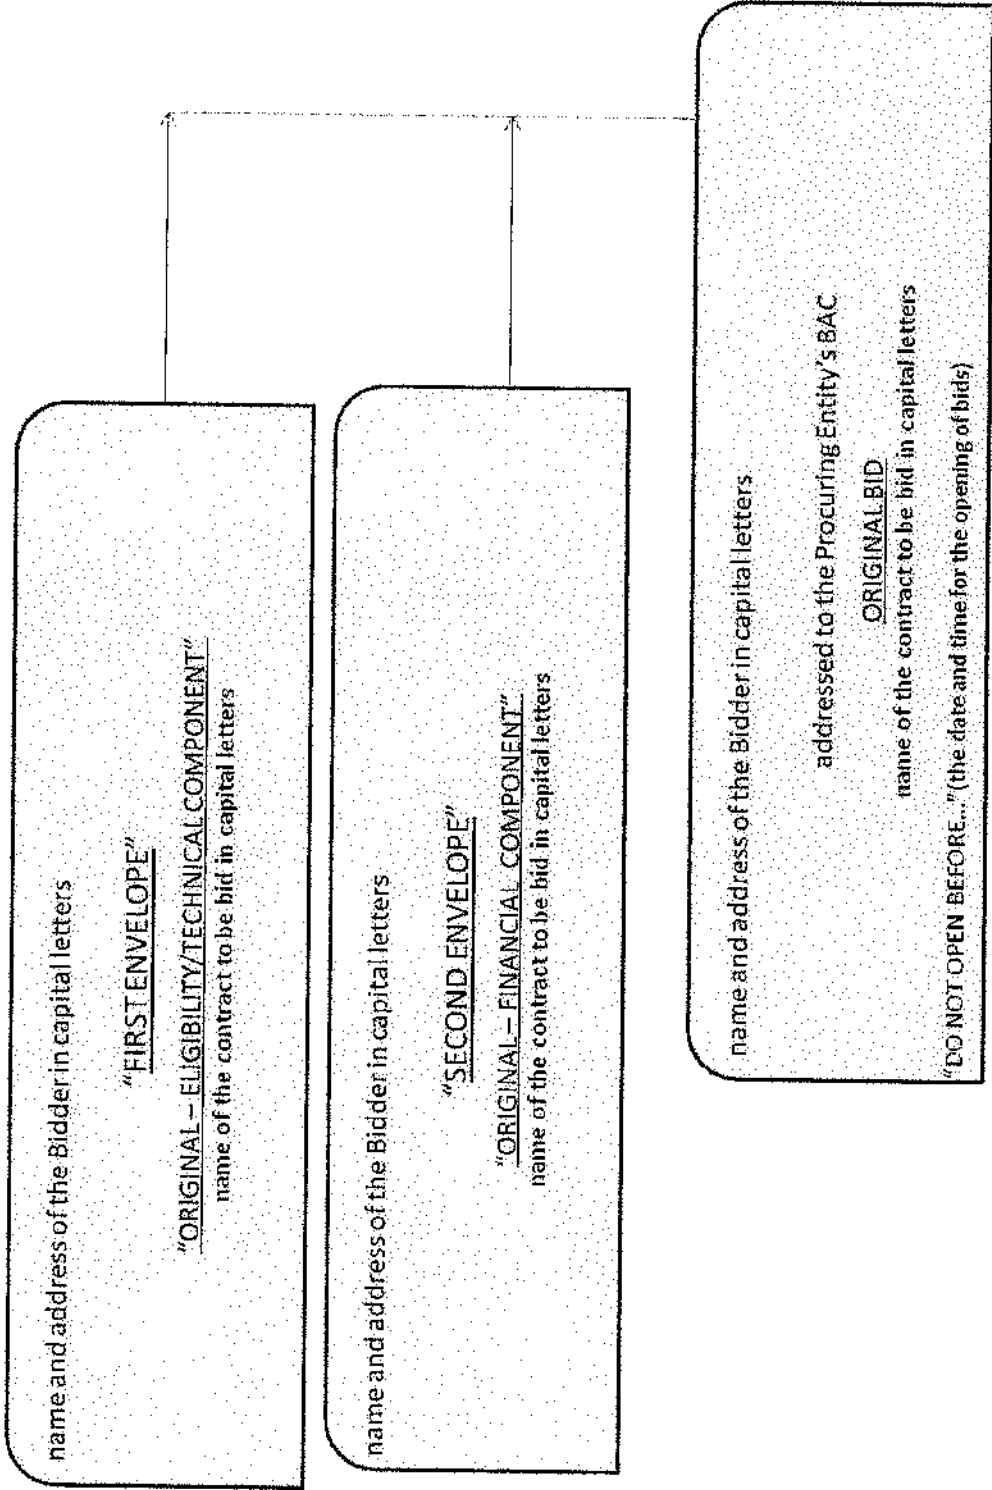 name and address of the Bidder in capital letters
"FIRST ENVELOPE"
"ORIGINAL – ELIGIBILITY/TECHNICAL COMPONENT"
name of the contract to be bid in capital letters
name and address of the Bidder in capital letters
"SECOND ENVELOPE"
"ORIGINAL – FINANCIAL COMPONENT"
name of the contract to be bid in capital letters
name and address of the Bidder in capital letters
addressed to the Procuring Entity's BAC
ORIGINAL BID
name of the contract to be bid in capital letters
"DO NOT OPEN BEFORE..."(the date and time for the opening of bids)